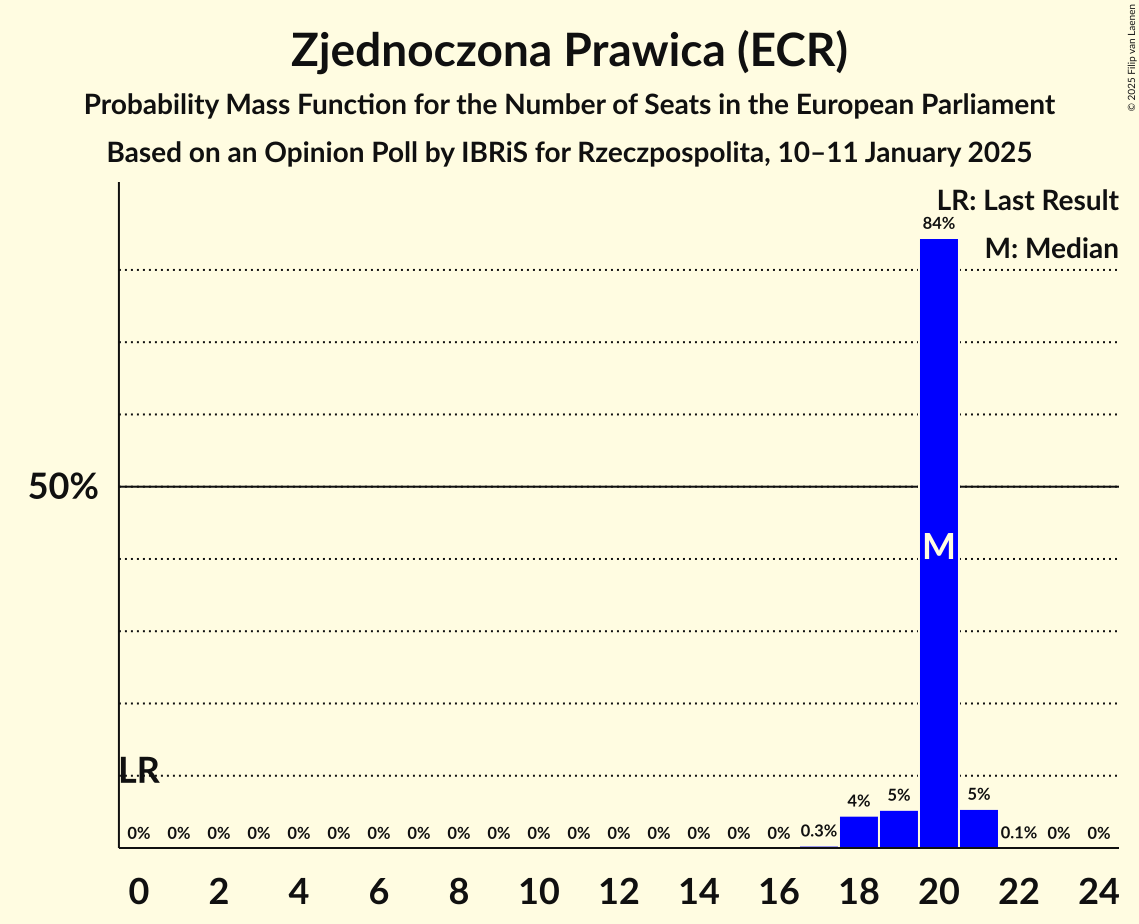 Zjednoczona Prawica (ECR)
Probability Mass Function for the Number of Seats in the European Parliament
Based on an Opinion Poll by IBRiS for Rzeczpospolita, 10–11 January 2025
© 2025 Filip van Laenen
LR: Last Result
M: Median
84%
50%
M
LR
0% 0% 0% 0% 0% 0% 0% 0% 0% 0% 0% 0% 0% 0% 0% 0% 0% 0.3% 4% 5% 5% 0.1% 0% 0%
0 2 4 6 8 10 12 14 16 18 20 22 24